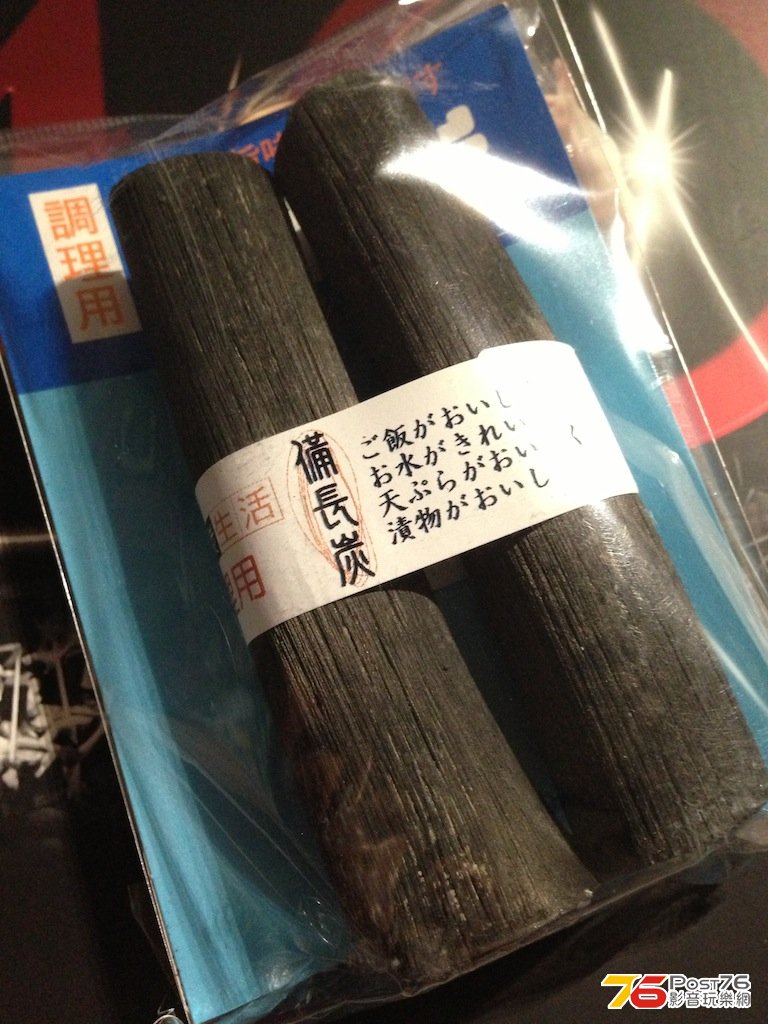 調理用
備長炭
ご飯がおいし
お水がきれい
天ぷらがおい
漬物がおいし
く
生活
用
76 Post76
影音玩樂網